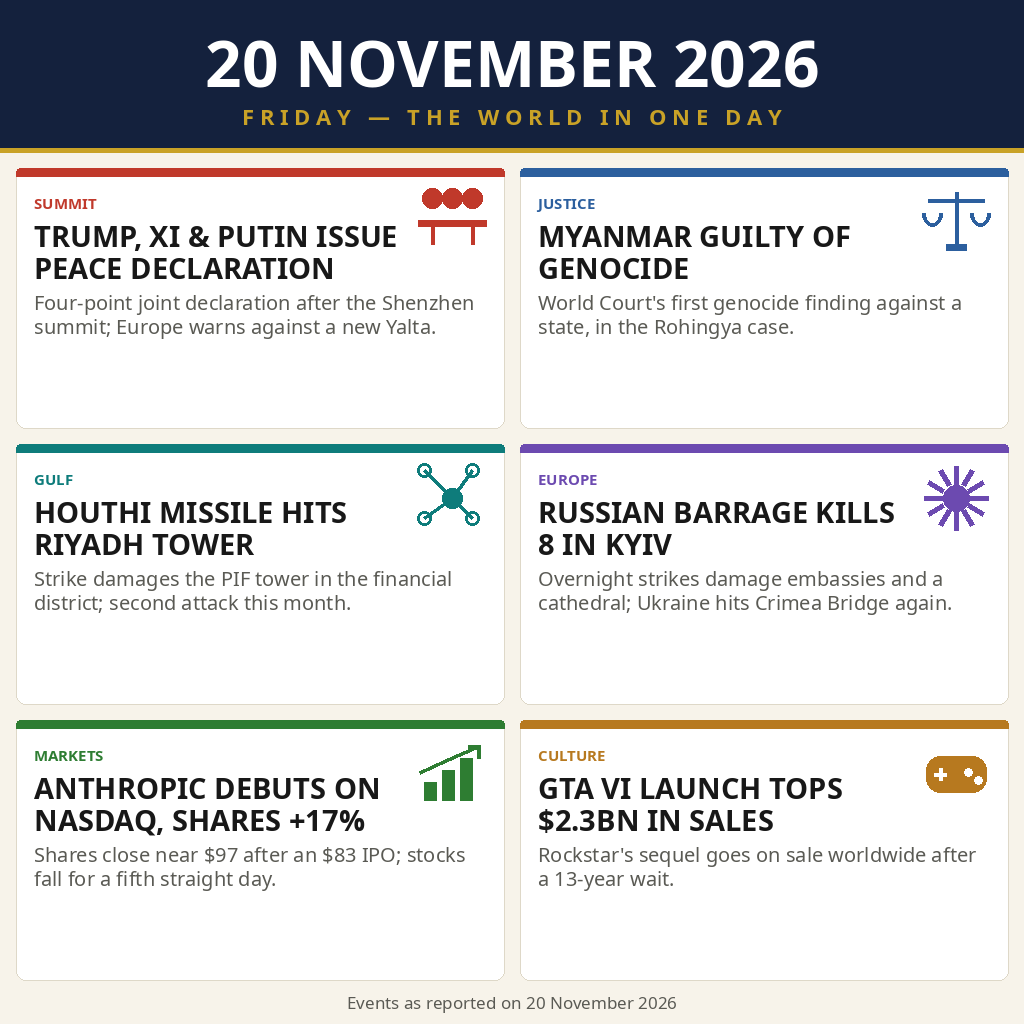 20 NOVEMBER 2026
FRIDAY — THE WORLD IN ONE DAY
SUMMIT
TRUMP, XI & PUTIN ISSUE
PEACE DECLARATION
Four-point joint declaration after the Shenzhen
summit; Europe warns against a new Yalta.
JUSTICE
MYANMAR GUILTY OF
GENOCIDE
World Court's first genocide finding against a
state, in the Rohingya case.
GULF
HOUTHI MISSILE HITS
RIYADH TOWER
Strike damages the PIF tower in the financial
district; second attack this month.
EUROPE
RUSSIAN BARRAGE KILLS
8 IN KYIV
Overnight strikes damage embassies and a
cathedral; Ukraine hits Crimea Bridge again.
MARKETS
ANTHROPIC DEBUTS ON
NASDAQ, SHARES +17%
Shares close near $97 after an $83 IPO; stocks
fall for a fifth straight day.
CULTURE
GTA VI LAUNCH TOPS
$2.3BN IN SALES
Rockstar's sequel goes on sale worldwide after
a 13-year wait.
Events as reported on 20 November 2026